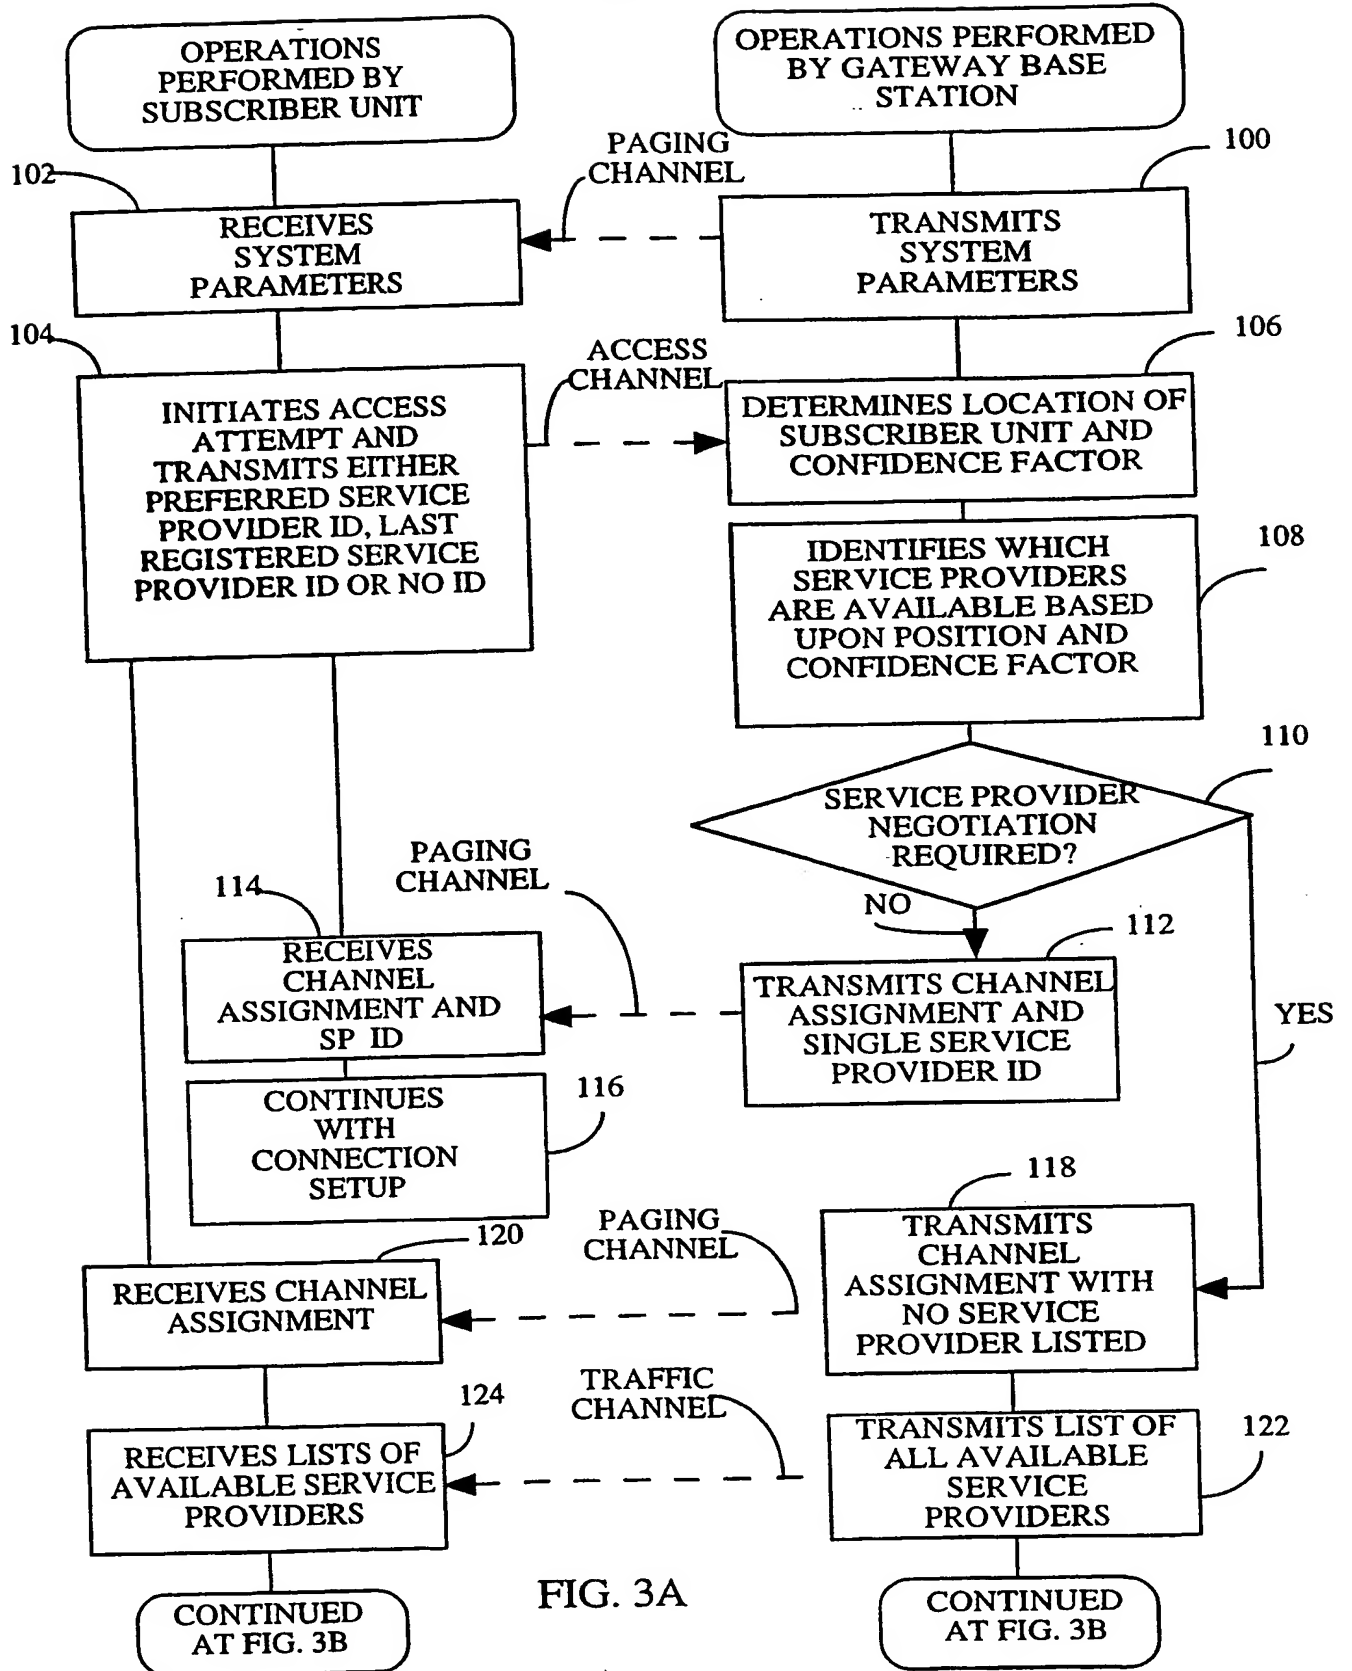 OPERATIONS
PERFORMED BY
SUBSCRIBER UNIT
OPERATIONS PERFORMED
BY GATEWAY BASE
STATION
PAGING
CHANNEL
100
102
RECEIVES
SYSTEM
PARAMETERS
TRANSMITS
SYSTEM
PARAMETERS
104
ACCESS
CHANNEL
106
INITIATES ACCESS
ATTEMPT AND
TRANSMITS EITHER
PREFERRED SERVICE
PROVIDER ID, LAST
REGISTERED SERVICE
PROVIDER ID OR NO ID
DETERMINES LOCATION OF
SUBSCRIBER UNIT AND
CONFIDENCE FACTOR
108
IDENTIFIES WHICH
SERVICE PROVIDERS
ARE AVAILABLE BASED
UPON POSITION AND
CONFIDENCE FACTOR
110
SERVICE PROVIDER
NEGOTIATION
REQUIRED?
NO
YES
PAGING
CHANNEL
112
114
RECEIVES
CHANNEL
ASSIGNMENT AND
SP ID
TRANSMITS CHANNEL
ASSIGNMENT AND
SINGLE SERVICE
PROVIDER ID
116
CONTINUES
WITH
CONNECTION
SETUP
118
PAGING
CHANNEL
120
RECEIVES CHANNEL
ASSIGNMENT
TRANSMITS
CHANNEL
ASSIGNMENT WITH
NO SERVICE
PROVIDER LISTED
TRAFFIC
CHANNEL
124
RECEIVES LISTS OF
AVAILABLE SERVICE
PROVIDERS
TRANSMITS LIST OF
ALL AVAILABLE
SERVICE
PROVIDERS
122
CONTINUED
AT FIG. 3B
FIG. 3A
CONTINUED
AT FIG. 3B